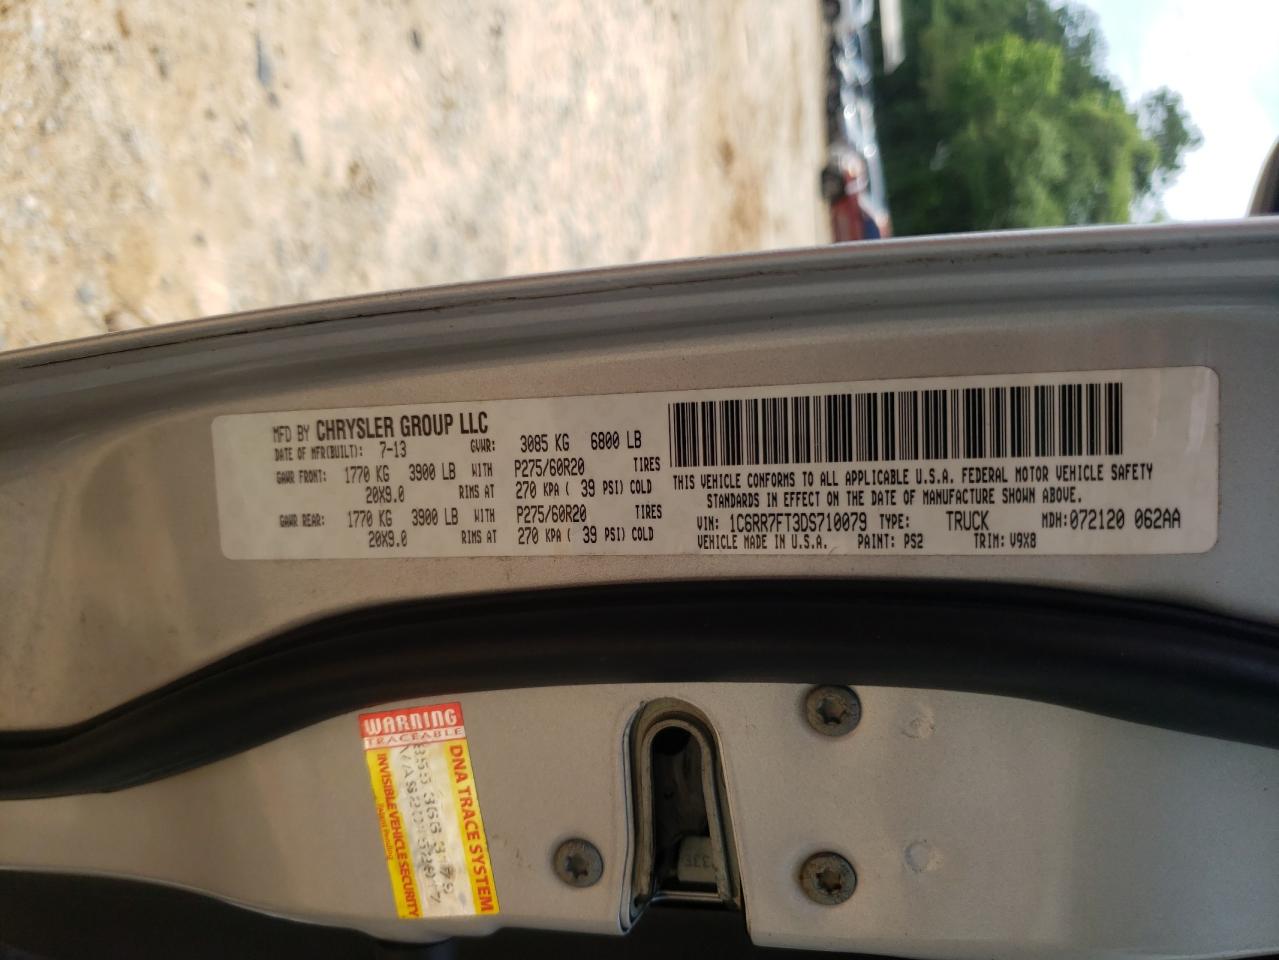 MFD BY CHRYSLER GROUP LLC
DATE OF MFR(BUILT): 7-13 GVWR: 3085 KG 6800 LB
GAWR FRONT: 1770 KG 3900 LB WITH P275/60R20 TIRES
20X9.0 RIMS AT 270 KPA ( 39 PSI) COLD
GAWR REAR: 1770 KG 3900 LB WITH P275/60R20 TIRES
20X9.0 RIMS AT 270 KPA ( 39 PSI) COLD
THIS VEHICLE CONFORMS TO ALL APPLICABLE U.S.A. FEDERAL MOTOR VEHICLE SAFETY
STANDARDS IN EFFECT ON THE DATE OF MANUFACTURE SHOWN ABOVE.
VIN: 1C6RR7FT3DS710079 TYPE: TRUCK MDH: 072120 062AA
VEHICLE MADE IN U.S.A. PAINT: PS2 TRIM: V9X8
WARNING
TRACEABLE
DNA TRACE SYSTEM
INVISIBLE VEHICLE SECURITY
Patent Pending